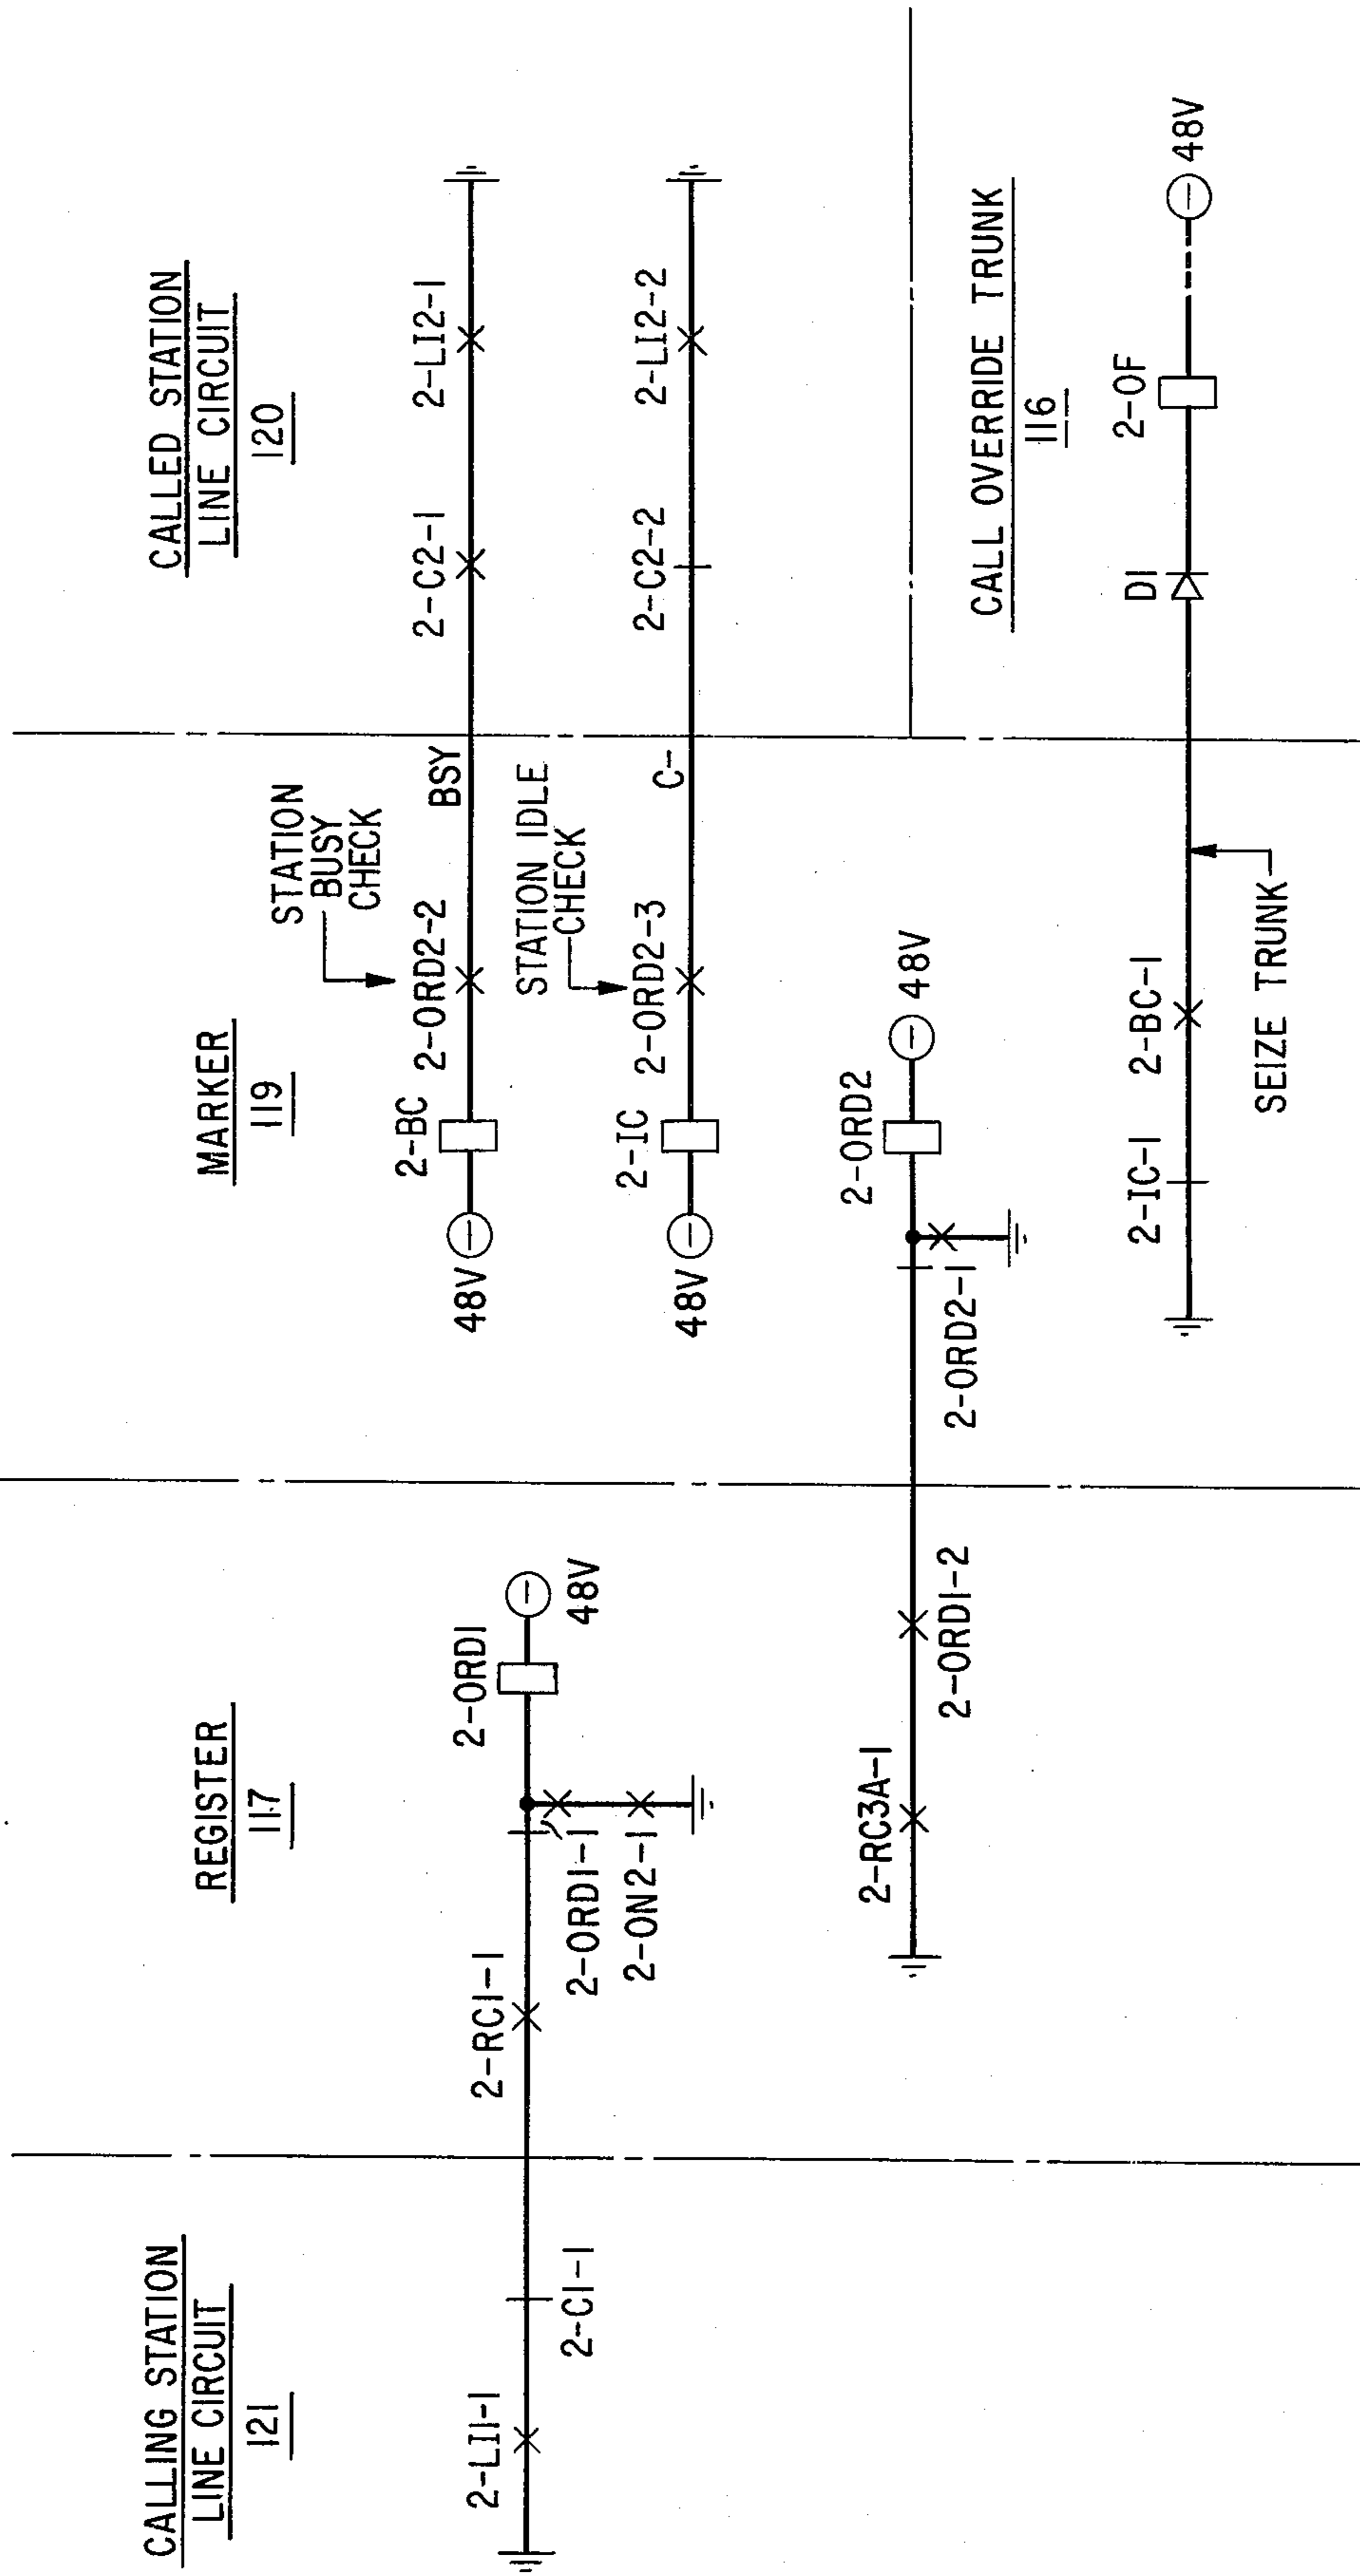 CALLING STATION
LINE CIRCUIT
121
2-LI1-1
2-C1-1
REGISTER
117
2-RC1-1
2-ORD1-1
2-ON2-1
2-ORD1
48V
2-RC3A-1
2-ORD1-2
MARKER
119
STATION
BUSY
CHECK
48V
2-BC
2-ORD2-2
BSY
STATION IDLE
CHECK
48V
2-IC
2-ORD2-3
C-
2-ORD2-1
2-ORD2
48V
2-IC-1
2-BC-1
SEIZE TRUNK
CALLED STATION
LINE CIRCUIT
120
2-C2-1
2-LI2-1
2-C2-2
2-LI2-2
CALL OVERRIDE TRUNK
116
D1
2-OF
48V